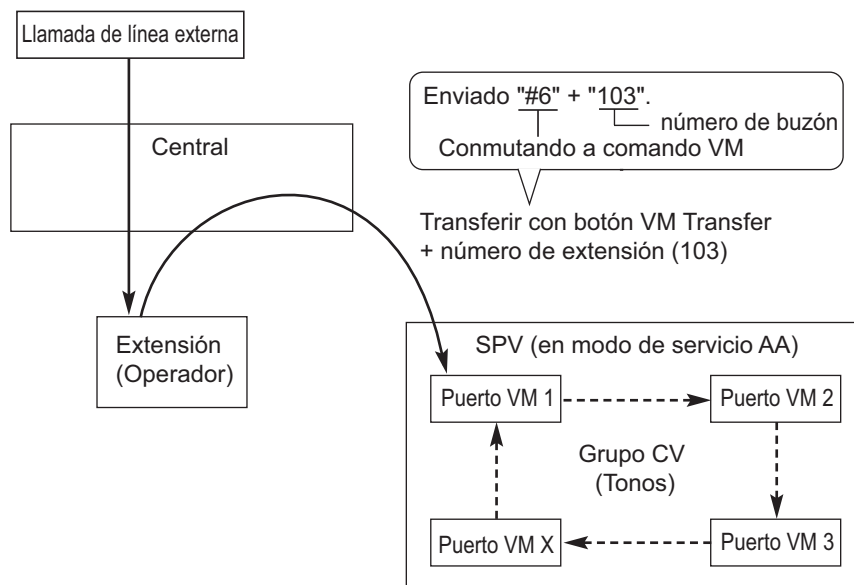 Llamada de línea externa
Central
Enviado "#6" + "103".
número de buzón
Conmutando a comando VM
Transferir con botón VM Transfer
+ número de extensión (103)
Extensión
(Operador)
SPV (en modo de servicio AA)
Puerto VM 1
Puerto VM 2
Grupo CV
(Tonos)
Puerto VM X
Puerto VM 3